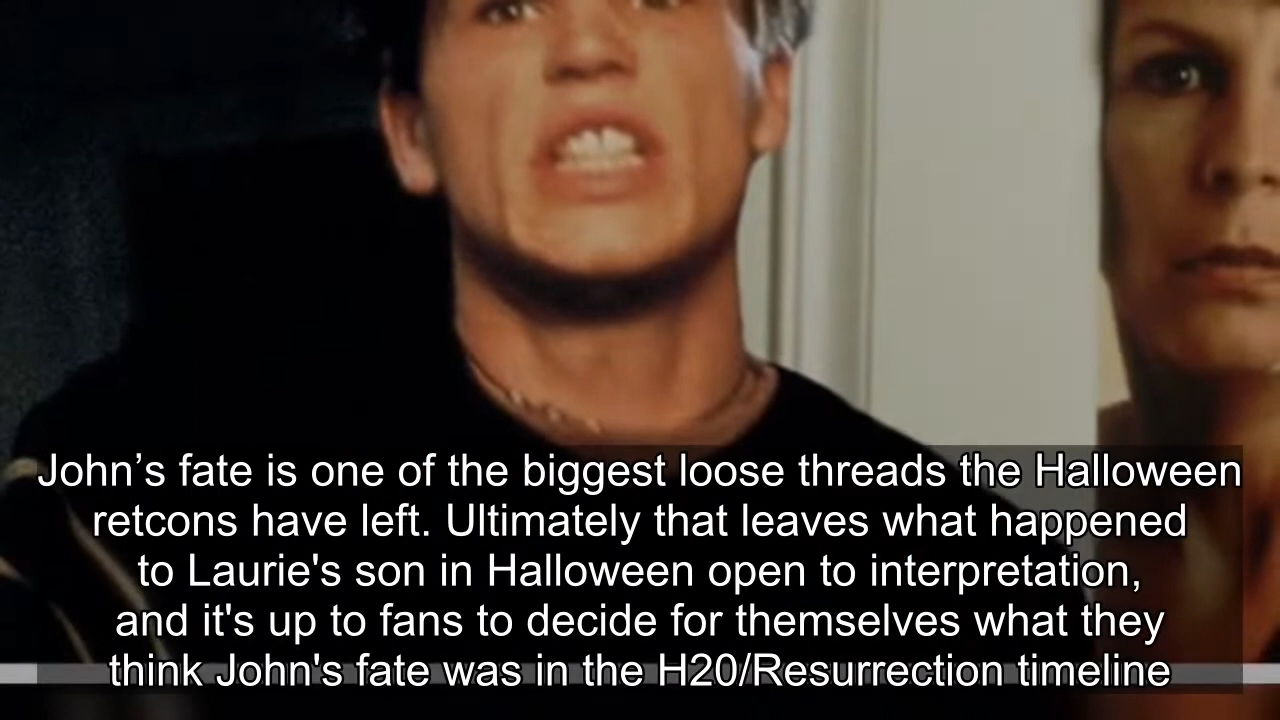 John’s fate is one of the biggest loose threads the Halloween
retcons have left. Ultimately that leaves what happened
to Laurie's son in Halloween open to interpretation,
and it's up to fans to decide for themselves what they
think John's fate was in the H20/Resurrection timeline